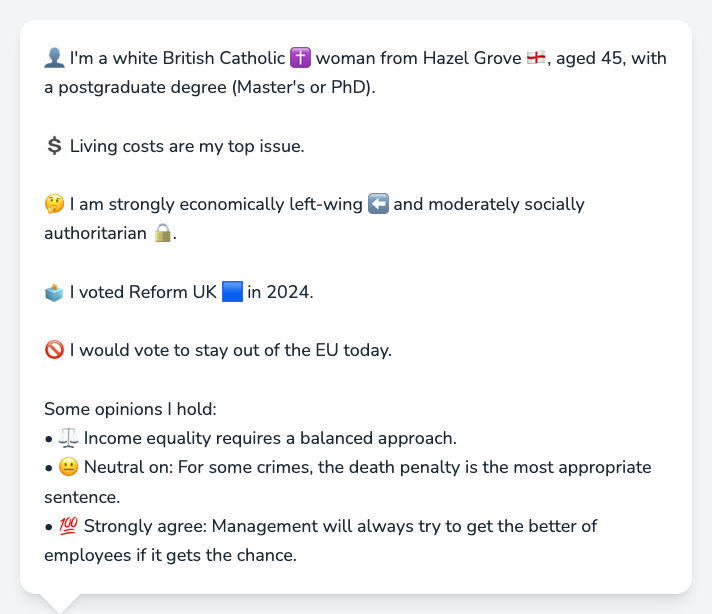 👤 I'm a white British Catholic ✝️ woman from Hazel Grove 🏴󠁧󠁢󠁥󠁮󠁧󠁿, aged 45, with
a postgraduate degree (Master's or PhD).
💲 Living costs are my top issue.
🤔 I am strongly economically left-wing ⬅️ and moderately socially
authoritarian 🔒.
🗳️ I voted Reform UK 🟦 in 2024.
🚫 I would vote to stay out of the EU today.
Some opinions I hold:
• ⚖️ Income equality requires a balanced approach.
• 😐 Neutral on: For some crimes, the death penalty is the most appropriate
sentence.
• 💯 Strongly agree: Management will always try to get the better of
employees if it gets the chance.